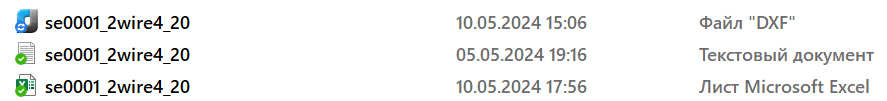 se0001_2wire4_20 10.05.2024 15:06 Файл "DXF"
se0001_2wire4_20 05.05.2024 19:16 Текстовый документ
se0001_2wire4_20 10.05.2024 17:56 Лист Microsoft Excel